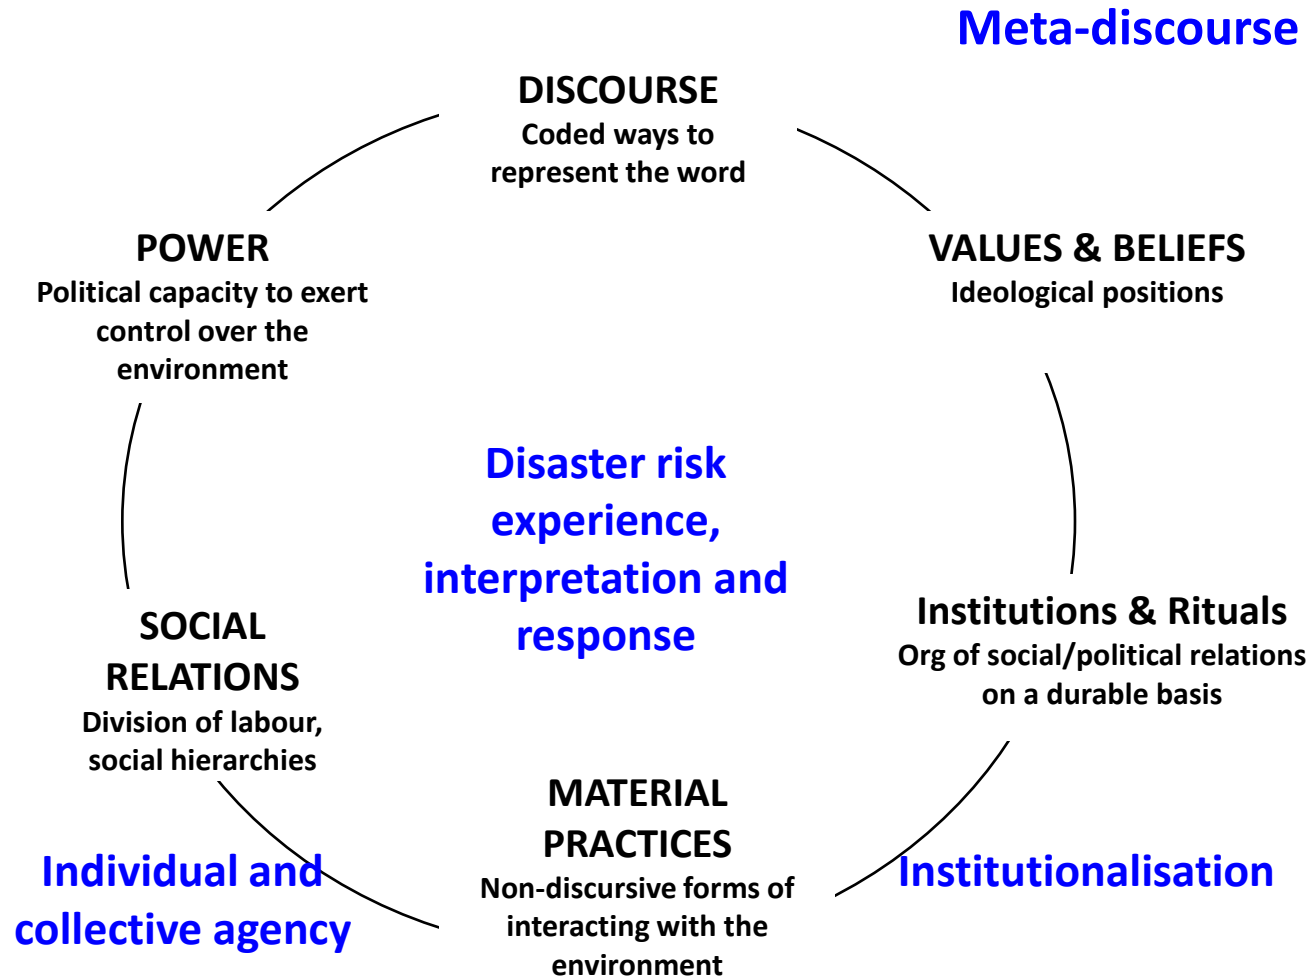 Meta-discourse
DISCOURSE
Coded ways to
represent the word
POWER
Political capacity to exert
control over the
environment
VALUES & BELIEFS
Ideological positions
Disaster risk
experience,
interpretation and
response
SOCIAL
RELATIONS
Division of labour,
social hierarchies
Institutions & Rituals
Org of social/political relations
on a durable basis
MATERIAL
PRACTICES
Non-discursive forms of
interacting with the
environment
Individual and
collective agency
Institutionalisation